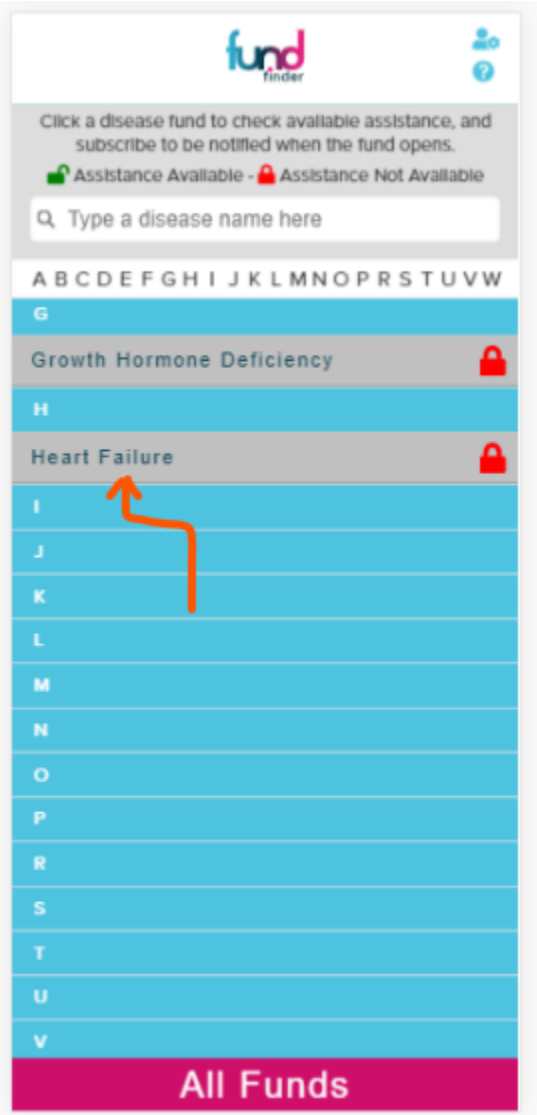 fund
finder
Click a disease fund to check available assistance, and
subscribe to be notified when the fund opens.
Assistance Available - Assistance Not Available
Type a disease name here
A B C D E F G H I J K L M N O P R S T U V W
G
Growth Hormone Deficiency
H
Heart Failure
I
J
K
L
M
N
O
P
R
S
T
U
V
All Funds